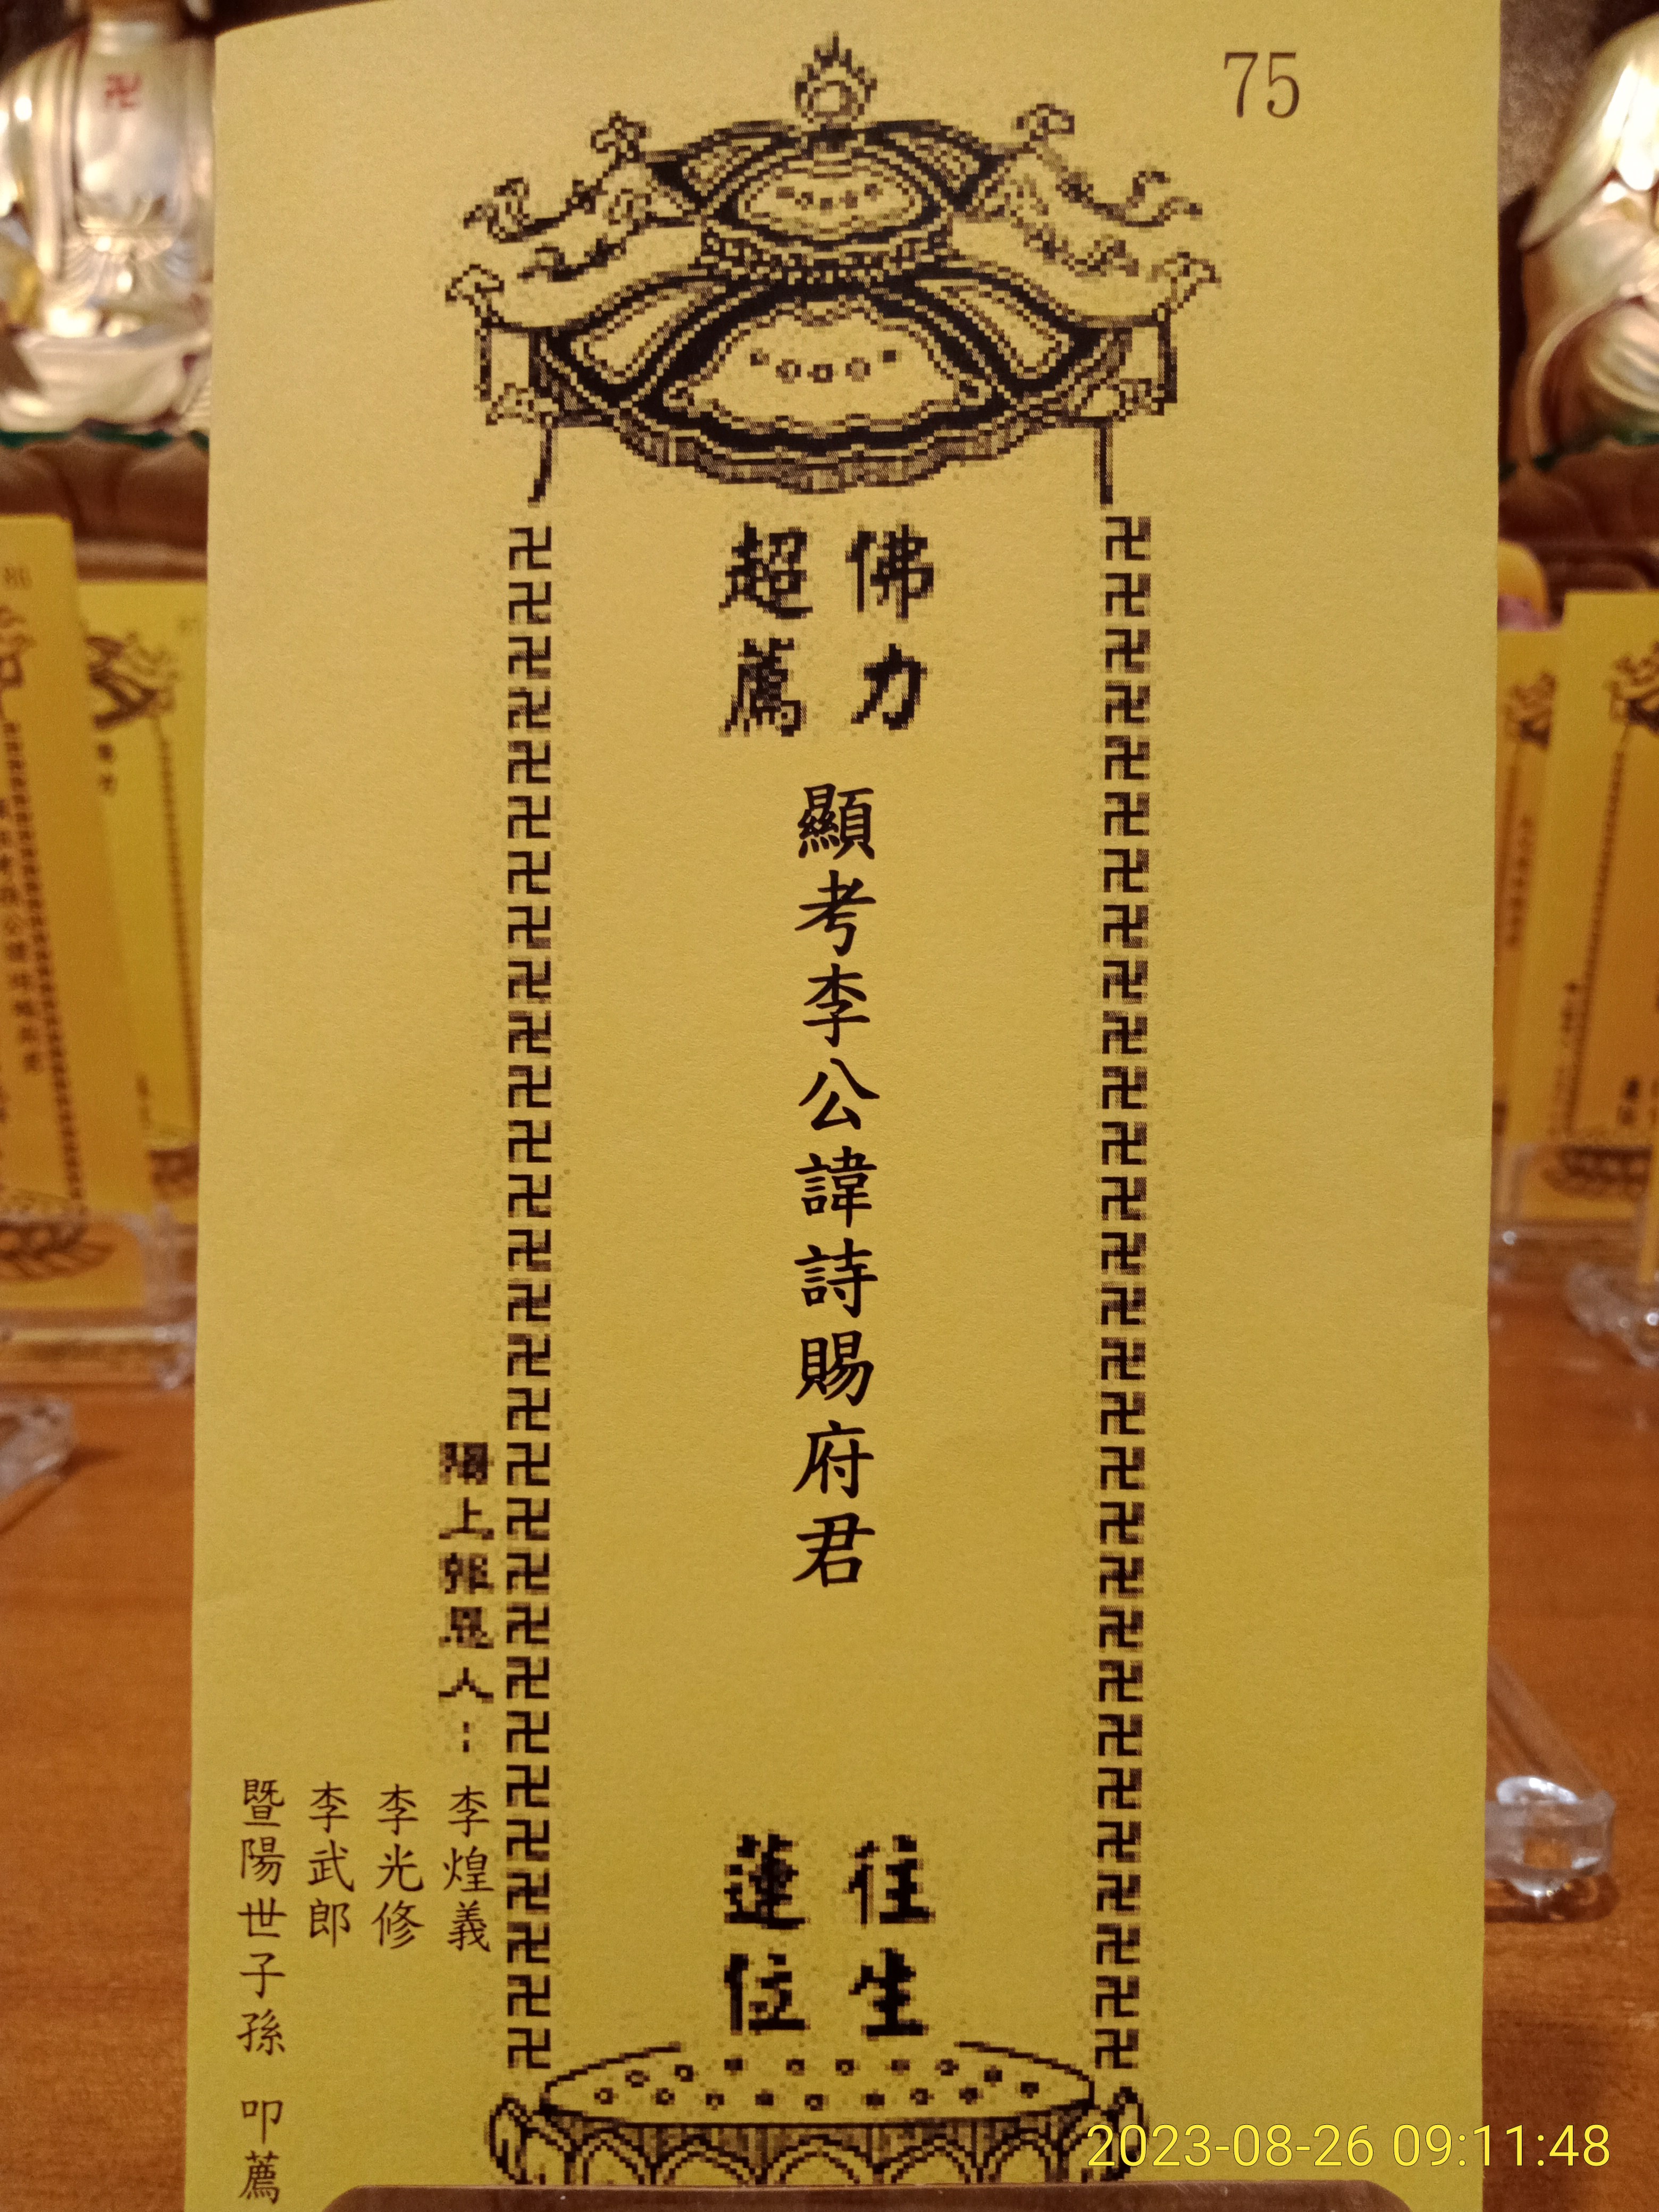 75
佛力
超薦
顯考李公諱詩賜府君
往生
蓮位
陽上報恩人：
李煌義
李光修
李武郎
暨陽世子孫 叩薦
2023-08-26 09:11:48